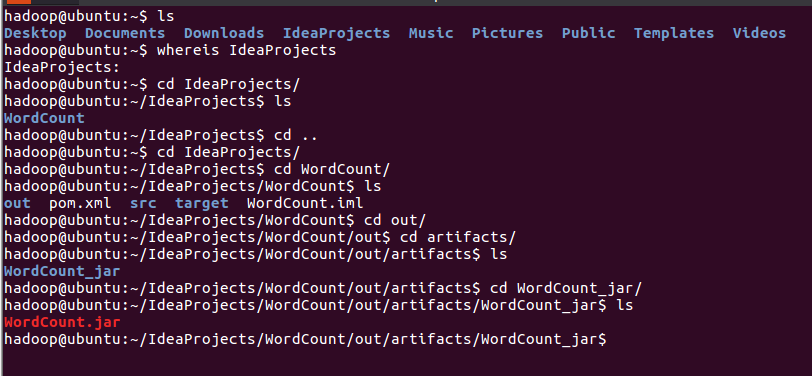 hadoop@ubuntu:~$ ls
Desktop  Documents  Downloads  IdeaProjects  Music  Pictures  Public  Templates  Videos
hadoop@ubuntu:~$ whereis IdeaProjects
IdeaProjects:
hadoop@ubuntu:~$ cd IdeaProjects/
hadoop@ubuntu:~/IdeaProjects$ ls
WordCount
hadoop@ubuntu:~/IdeaProjects$ cd ..
hadoop@ubuntu:~$ cd IdeaProjects/
hadoop@ubuntu:~/IdeaProjects$ cd WordCount/
hadoop@ubuntu:~/IdeaProjects/WordCount$ ls
out  pom.xml  src  target  WordCount.iml
hadoop@ubuntu:~/IdeaProjects/WordCount$ cd out/
hadoop@ubuntu:~/IdeaProjects/WordCount/out$ cd artifacts/
hadoop@ubuntu:~/IdeaProjects/WordCount/out/artifacts$ ls
WordCount_jar
hadoop@ubuntu:~/IdeaProjects/WordCount/out/artifacts$ cd WordCount_jar/
hadoop@ubuntu:~/IdeaProjects/WordCount/out/artifacts/WordCount_jar$ ls
WordCount.jar
hadoop@ubuntu:~/IdeaProjects/WordCount/out/artifacts/WordCount_jar$